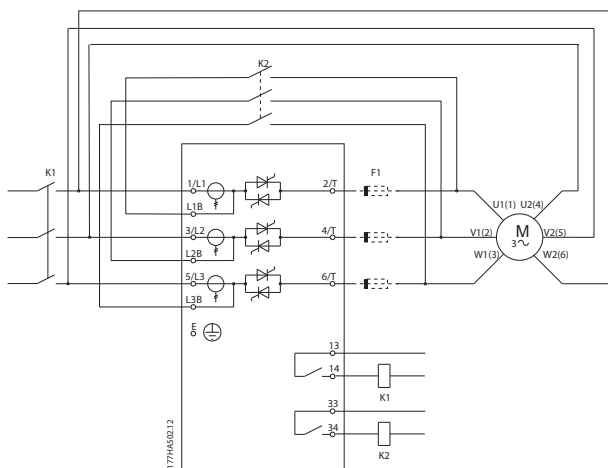 K2
K1
1/L1
2/T
F1
L1B
U1(1) U2(4)
3/L2
4/T
V1(2)
M
3~
V2(5)
L2B
W1(3)
W2(6)
5/L3
6/T
L3B
E
13
14
K1
33
34
K2
177HA502.12